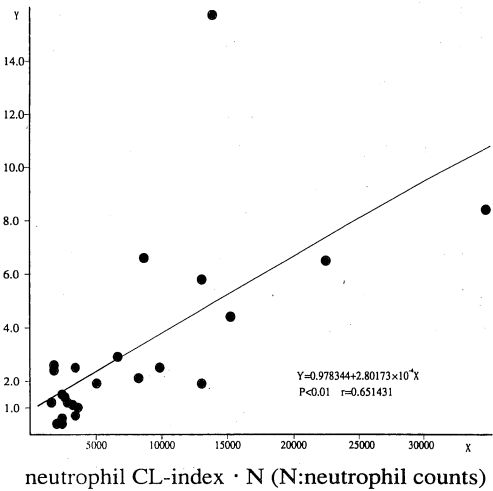 Y
14.0
12.0
10.0
8.0
6.0
4.0
2.0
1.0
Y=0.978344+2.80173×10⁻⁴X
P<0.01 r=0.651431
5000 10000 15000 20000 25000 30000 X
neutrophil CL-index · N (N:neutrophil counts)